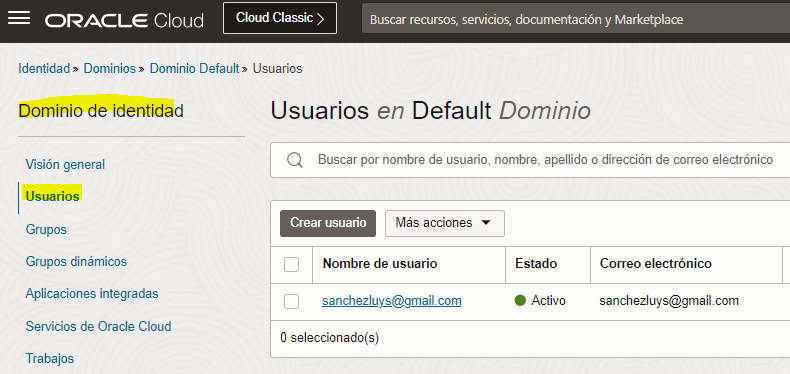 ORACLE Cloud Cloud Classic > Buscar recursos, servicios, documentación y Marketplace
Identidad » Dominios » Dominio Default » Usuarios
Dominio de identidad
Visión general
Usuarios
Grupos
Grupos dinámicos
Aplicaciones integradas
Servicios de Oracle Cloud
Trabajos
Usuarios en Default Dominio
Buscar por nombre de usuario, nombre, apellido o dirección de correo electrónico
Crear usuario Más acciones
Nombre de usuario Estado Correo electrónico
sanchezluys@gmail.com Activo sanchezluys@gmail.com
0 seleccionado(s)